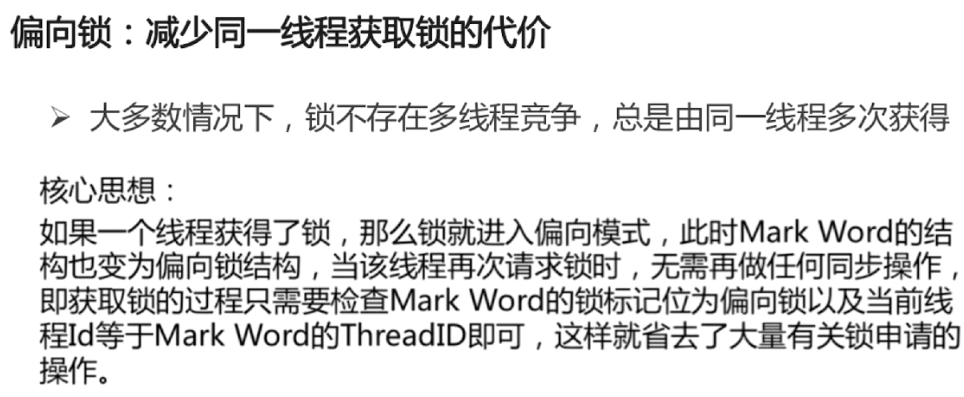 偏向锁：减少同一线程获取锁的代价
➢ 大多数情况下，锁不存在多线程竞争，总是由同一线程多次获得
核心思想：
如果一个线程获得了锁，那么锁就进入偏向模式，此时Mark Word的结
构也变为偏向锁结构，当该线程再次请求锁时，无需再做任何同步操作，
即获取锁的过程只需要检查Mark Word的锁标记位为偏向锁以及当前线
程Id等于Mark Word的ThreadID即可，这样就省去了大量有关锁申请的
操作。